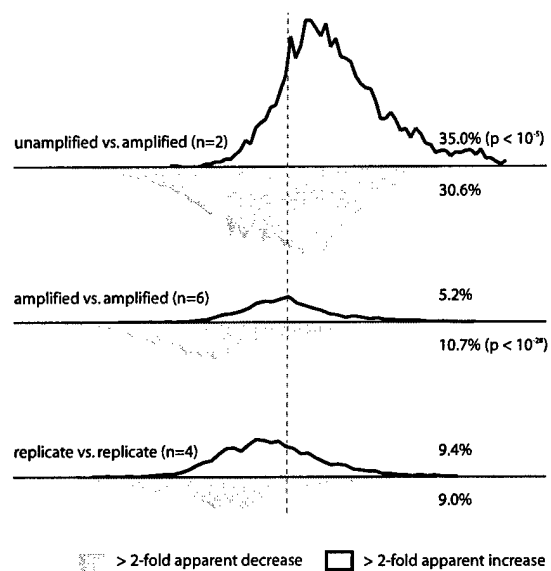 unamplified vs. amplified (n=2)
35.0% (p < 10⁻⁵)
30.6%
amplified vs. amplified (n=6)
5.2%
10.7% (p < 10⁻²⁸)
replicate vs. replicate (n=4)
9.4%
9.0%
> 2-fold apparent decrease
> 2-fold apparent increase